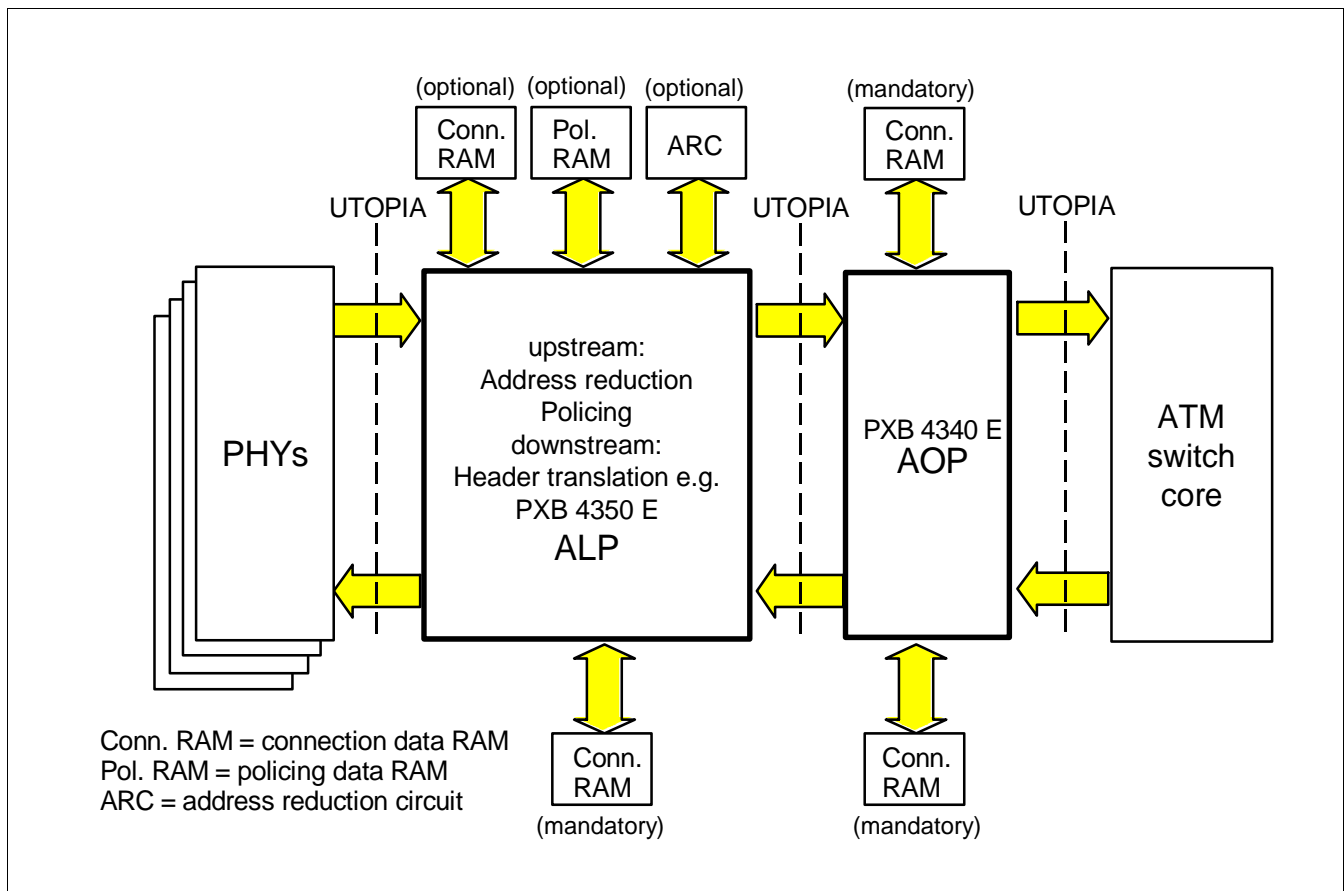 (optional) (optional) (optional) (mandatory)
Conn.
RAM
Pol.
RAM
ARC
Conn.
RAM
UTOPIA
UTOPIA
UTOPIA
PHYs
upstream:
Address reduction
Policing
downstream:
Header translation e.g.
PXB 4350 E
ALP
PXB 4340 E
AOP
ATM
switch
core
Conn. RAM = connection data RAM
Pol. RAM = policing data RAM
ARC = address reduction circuit
Conn.
RAM
(mandatory)
Conn.
RAM
(mandatory)